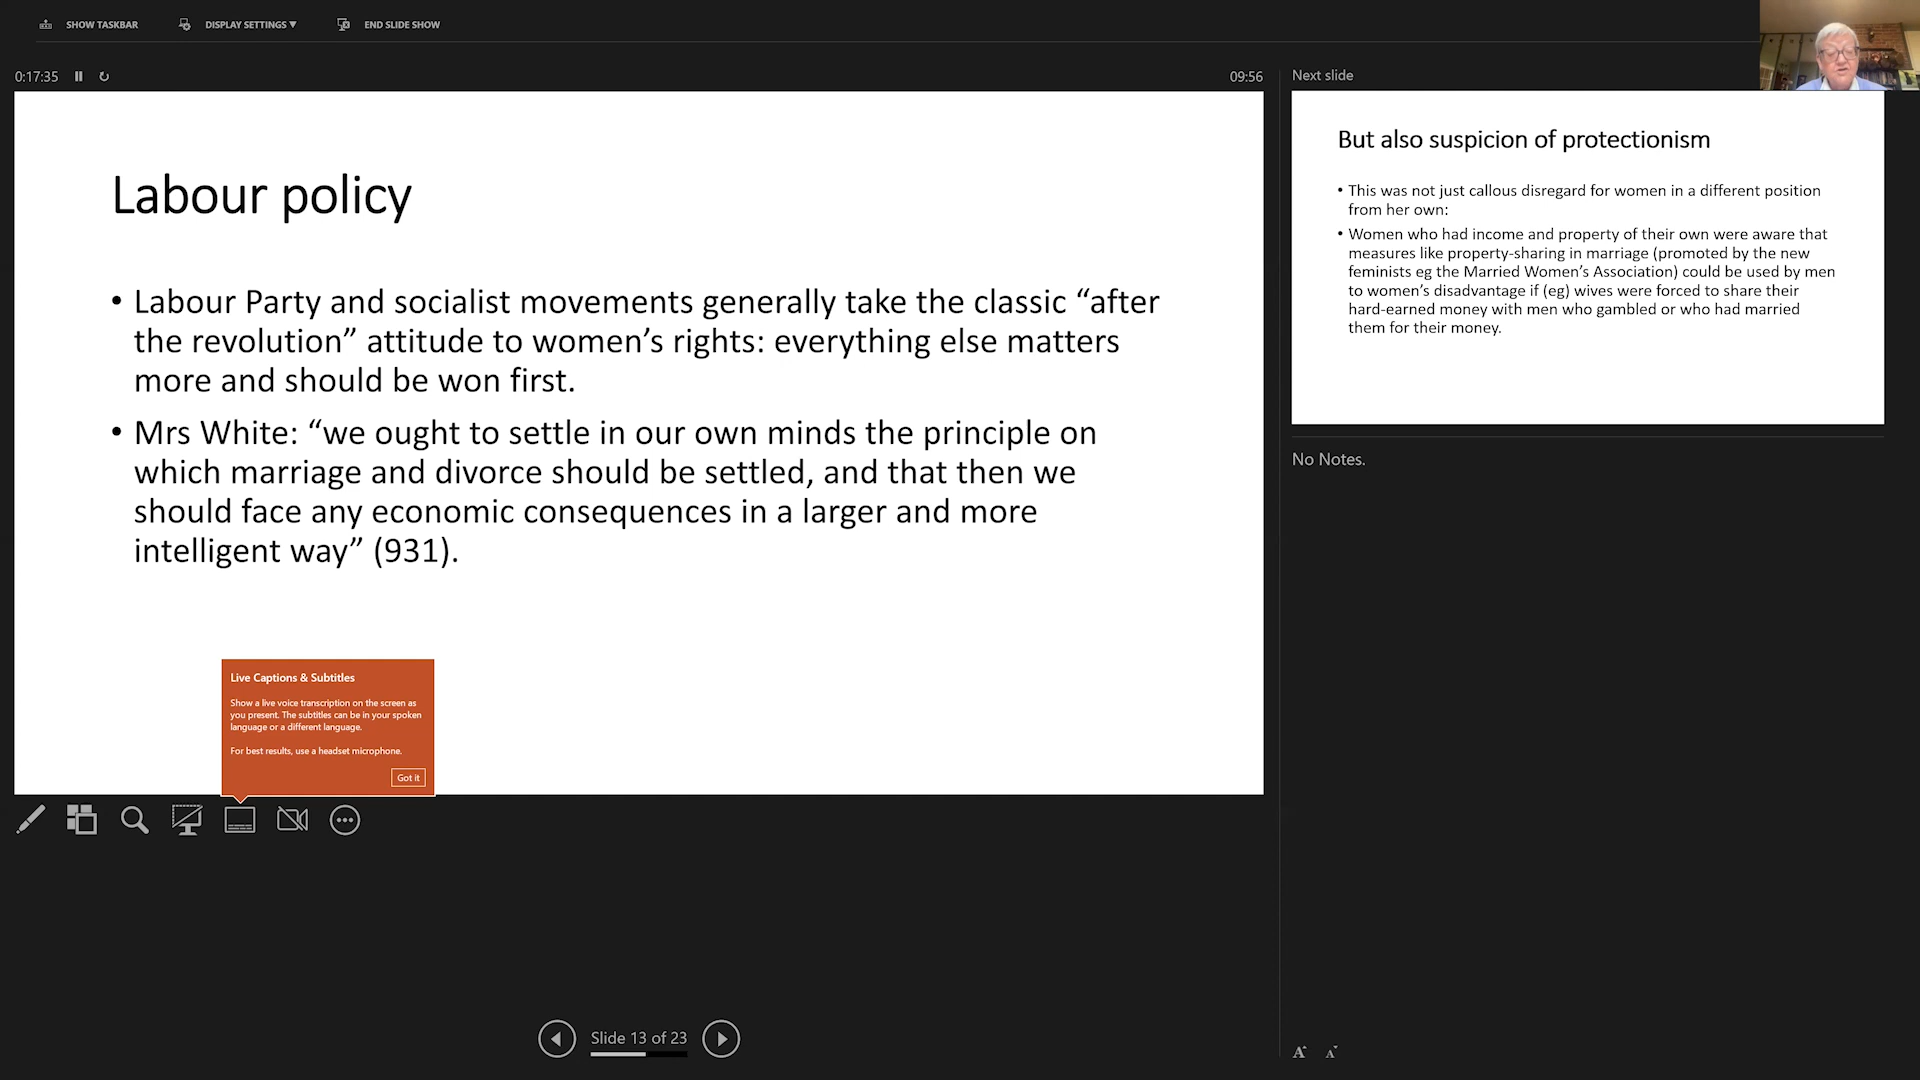 SHOW TASKBAR
DISPLAY SETTINGS ▼
END SLIDE SHOW
0:17:35
09:56
Labour policy
• Labour Party and socialist movements generally take the classic “after
the revolution” attitude to women’s rights: everything else matters
more and should be won first.
• Mrs White: “we ought to settle in our own minds the principle on
which marriage and divorce should be settled, and that then we
should face any economic consequences in a larger and more
intelligent way” (931).
Live Captions & Subtitles
Show a live voice transcription on the screen as
you present. The subtitles can be in your spoken
language or a different language.
For best results, use a headset microphone.
Got it
Slide 13 of 23
Next slide
But also suspicion of protectionism
• This was not just callous disregard for women in a different position
from her own:
• Women who had income and property of their own were aware that
measures like property-sharing in marriage (promoted by the new
feminists eg the Married Women’s Association) could be used by men
to women’s disadvantage if (eg) wives were forced to share their
hard-earned money with men who gambled or who had married
them for their money.
No Notes.
A A